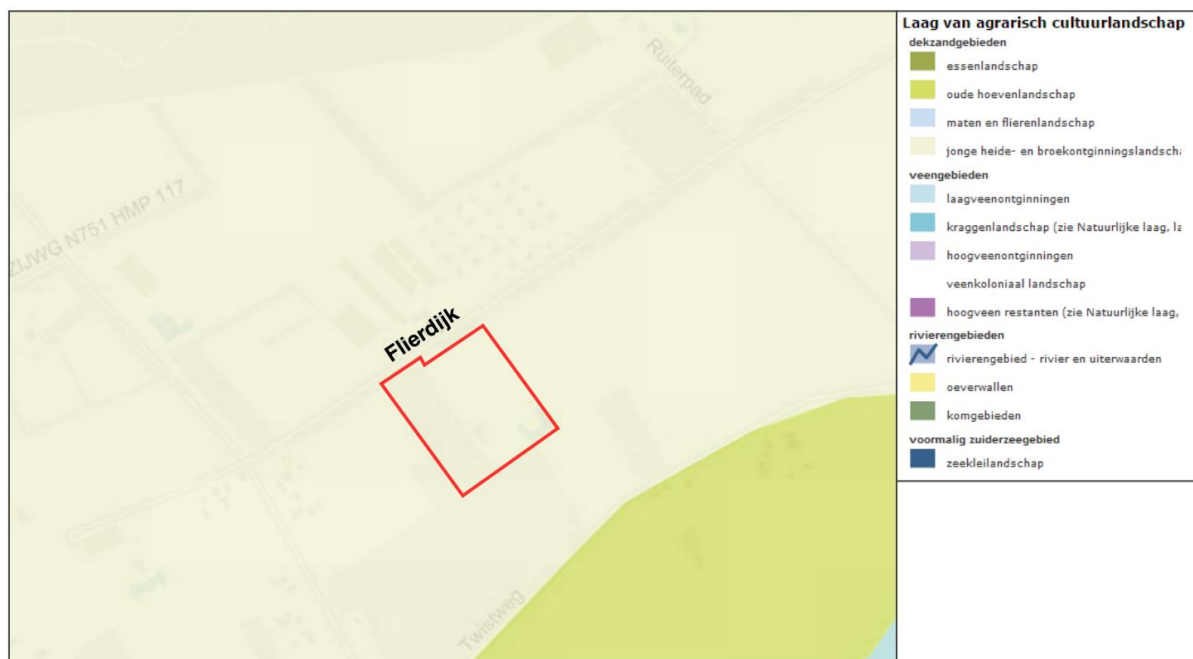 Ruiterpad
ZIJWG N751 HMP 117
Flierdijk
Twistweg
Laag van agrarisch cultuurlandschap
dekzandgebieden
essenlandschap
oude hoevenlandschap
maten en flierenlandschap
jonge heide- en broekontginningslandscha
veengebieden
laagveenontginningen
kraggenlandschap (zie Natuurlijke laag, la
hoogveenontginningen
veenkoloniaal landschap
hoogveen restanten (zie Natuurlijke laag,
rivierengebieden
rivierengebied - rivier en uiterwaarden
oeverwallen
komgebieden
voormalig zuiderzeegebied
zeekleilandschap